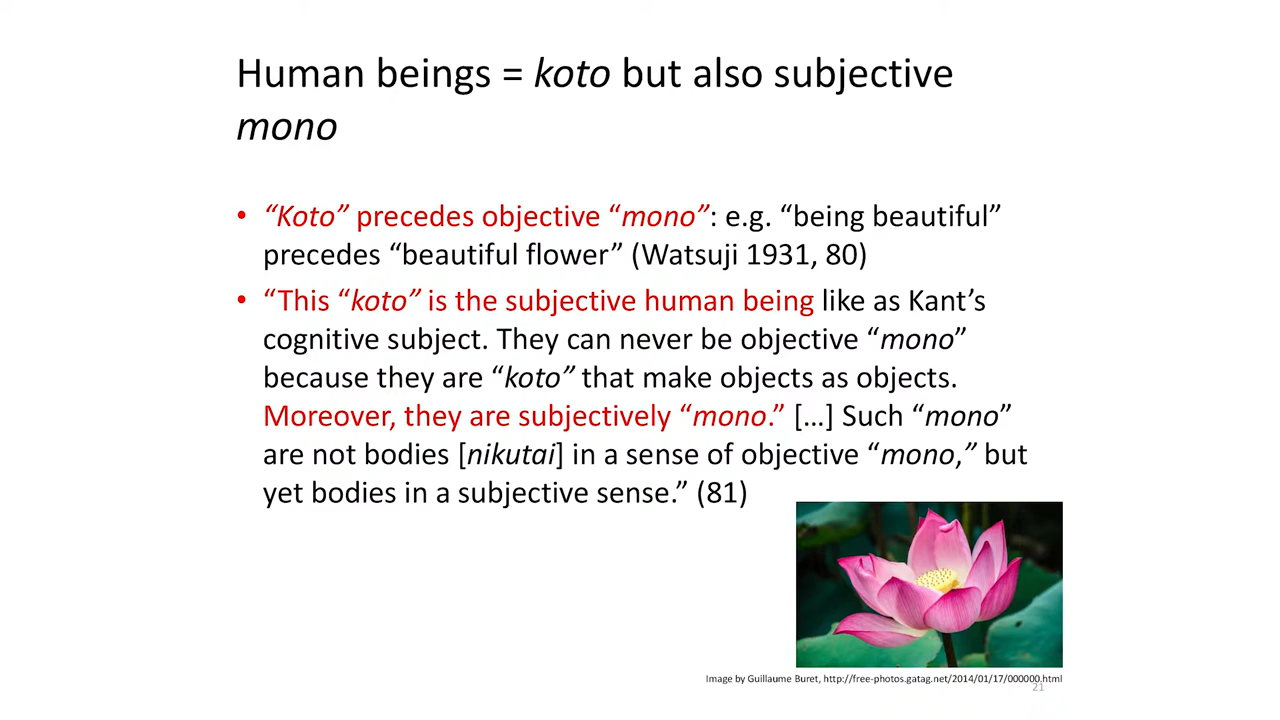 Human beings = koto but also subjective
mono
• “Koto” precedes objective “mono”: e.g. “being beautiful”
precedes “beautiful flower” (Watsuji 1931, 80)
• “This “koto” is the subjective human being like as Kant’s
cognitive subject. They can never be objective “mono”
because they are “koto” that make objects as objects.
Moreover, they are subjectively “mono.” […] Such “mono”
are not bodies [nikutai] in a sense of objective “mono,” but
yet bodies in a subjective sense.” (81)
Image by Guillaume Buret, http://free-photos.gatag.net/2014/01/17/000000.html
21